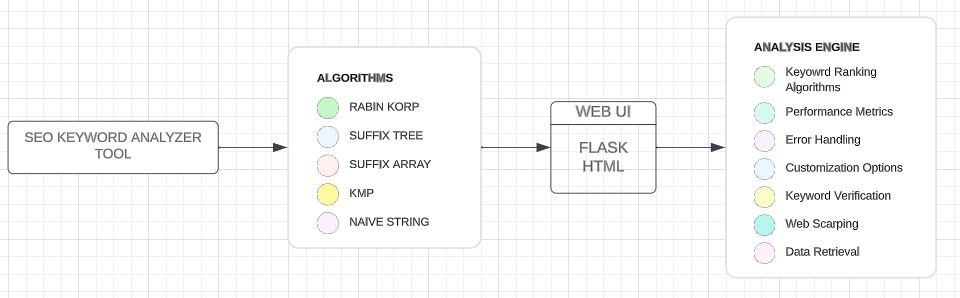 SEO KEYWORD ANALYZER
TOOL
ALGORITHMS
RABIN KORP
SUFFIX TREE
SUFFIX ARRAY
KMP
NAIVE STRING
WEB UI
FLASK
HTML
ANALYSIS ENGINE
Keyowrd Ranking
Algorithms
Performance Metrics
Error Handling
Customization Options
Keyword Verification
Web Scarping
Data Retrieval